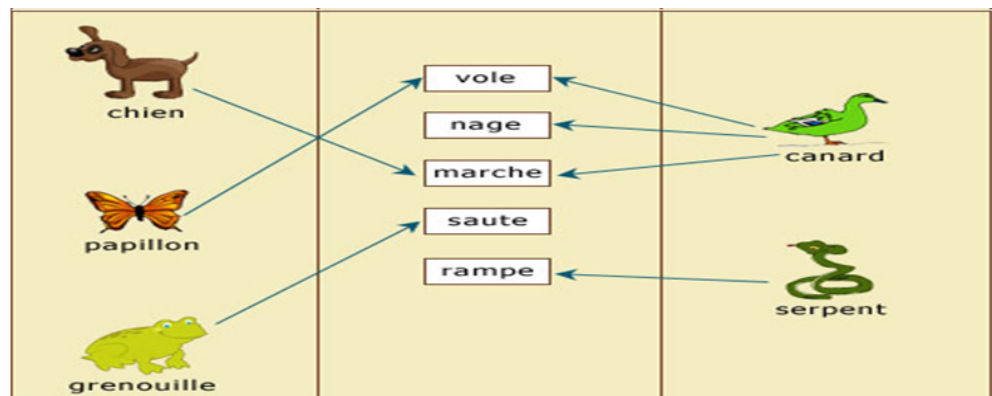 chien
papillon
grenouille
vole
nage
marche
saute
rampe
canard
serpent